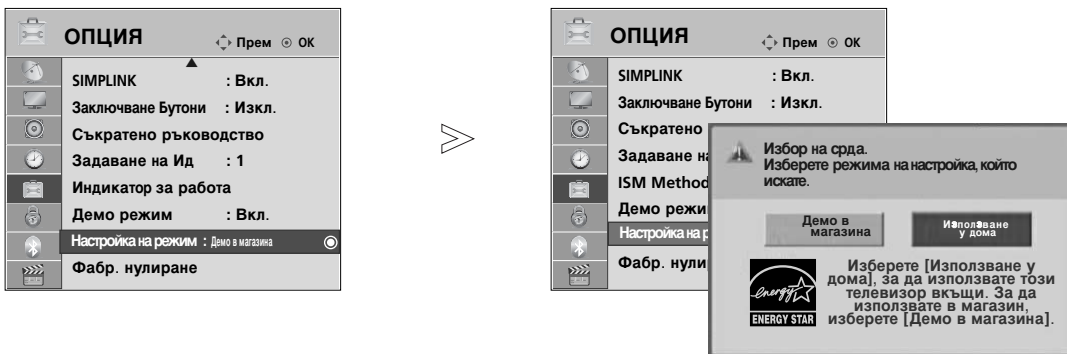 ОПЦИЯ
Прем
ОК
SIMPLINK : Вкл.
Заключване Бутони : Изкл.
Съкратено ръководство
Задаване на Ид : 1
Индикатор за работа
Демо режим : Вкл.
Настройка на режим : Демо в магазина
Фабр. нулиране
ОПЦИЯ
Прем
ОК
SIMPLINK : Вкл.
Заключване Бутони : Изкл.
Съкратено
Задаване на
ISM Method
Демо режи
Настройка на р
Фабр. нули
Избор на срда.
Изберете режима на настройка, който
искате.
Демо в
магазина
Използване
у дома
energy
ENERGY STAR
Изберете [Използване у
дома], за да използвате този
телевизор вкъщи. За да
използвате в магазин,
изберете [Демо в магазина].